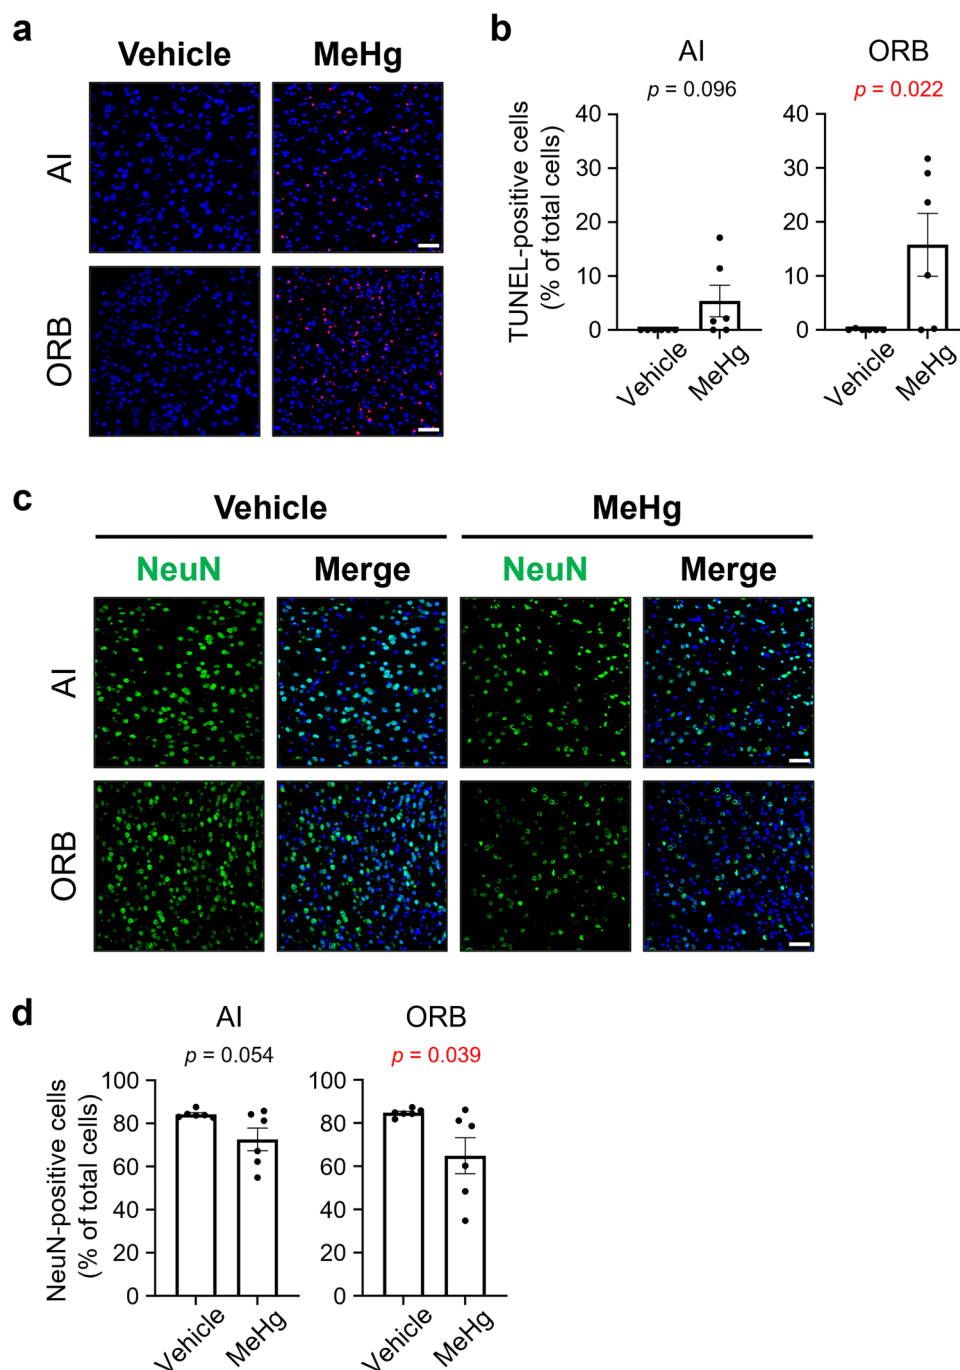 a
Vehicle MeHg
AI
ORB
b
AI ORB
p = 0.096 p = 0.022
TUNEL-positive cells
(% of total cells)
40 40
30 30
20 20
10 10
0 0
Vehicle MeHg Vehicle MeHg
c
Vehicle MeHg
NeuN Merge NeuN Merge
AI
ORB
d
AI ORB
p = 0.054 p = 0.039
NeuN-positive cells
(% of total cells)
100 100
80 80
60 60
40 40
20 20
0 0
Vehicle MeHg Vehicle MeHg